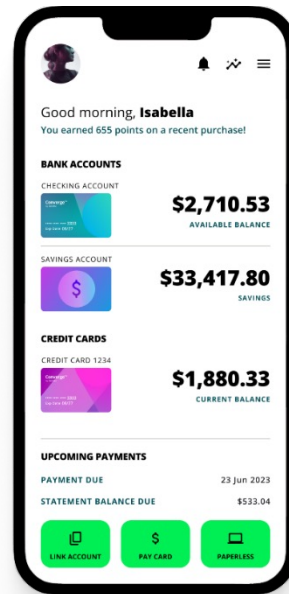 Good morning, Isabella
You earned 655 points on a recent purchase!
BANK ACCOUNTS
CHECKING ACCOUNT
$2,710.53
AVAILABLE BALANCE
SAVINGS ACCOUNT
$
$33,417.80
SAVINGS
CREDIT CARDS
CREDIT CARD 1234
$1,880.33
CURRENT BALANCE
UPCOMING PAYMENTS
PAYMENT DUE 23 Jun 2023
STATEMENT BALANCE DUE $533.04
$
LINK ACCOUNT PAY CARD PAPERLESS